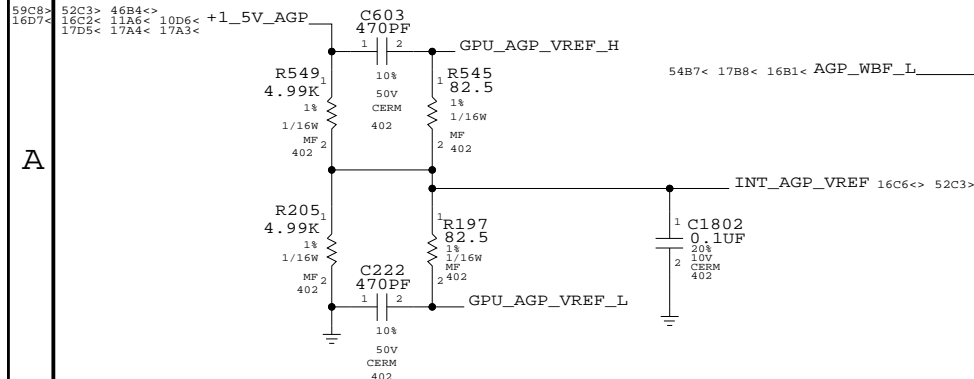 59C8> 52C3> 46B4<>
16D7< 16C2< 11A6< 10D6< +1_5V_AGP
17D5< 17A4< 17A3<
C603
470PF
1 2 GPU_AGP_VREF_H
10%
50V
CERM
402
R549 1
4.99K
1%
1/16W
MF 2
402
R545
1 82.5
1%
1/16W
MF
2 402
54B7< 17B8< 16B1< AGP_WBF_L
A
INT_AGP_VREF 16C6<> 52C3>
R205 1
4.99K
1%
1/16W
MF 2
402
1 R197
82.5
1%
1/16W
MF
2 402
1 C1802
0.1UF
20%
10V
2 CERM
402
C222
470PF
1 2 GPU_AGP_VREF_L
10%
50V
CERM
402